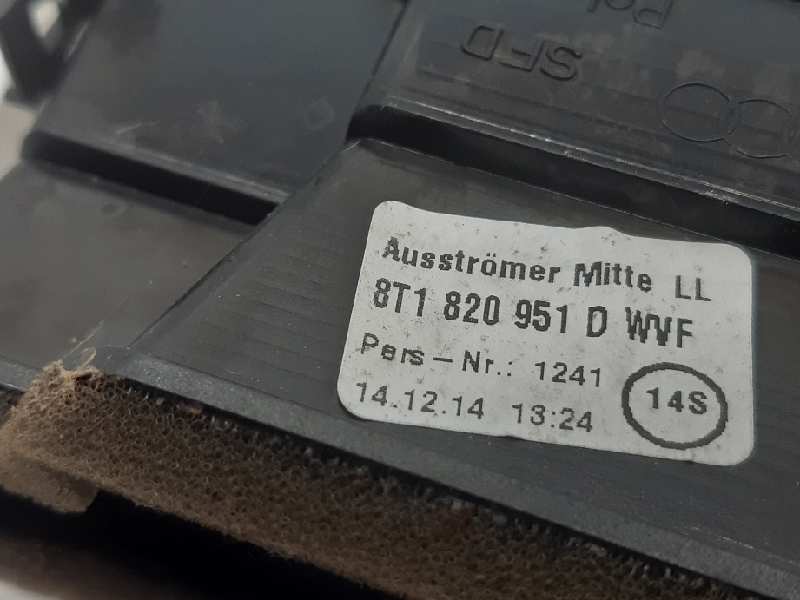 SFD
Ausströmer Mitte LL
8T1 820 951 D WVF
Pers-Nr.: 1241
14.12.14 13:24
14S